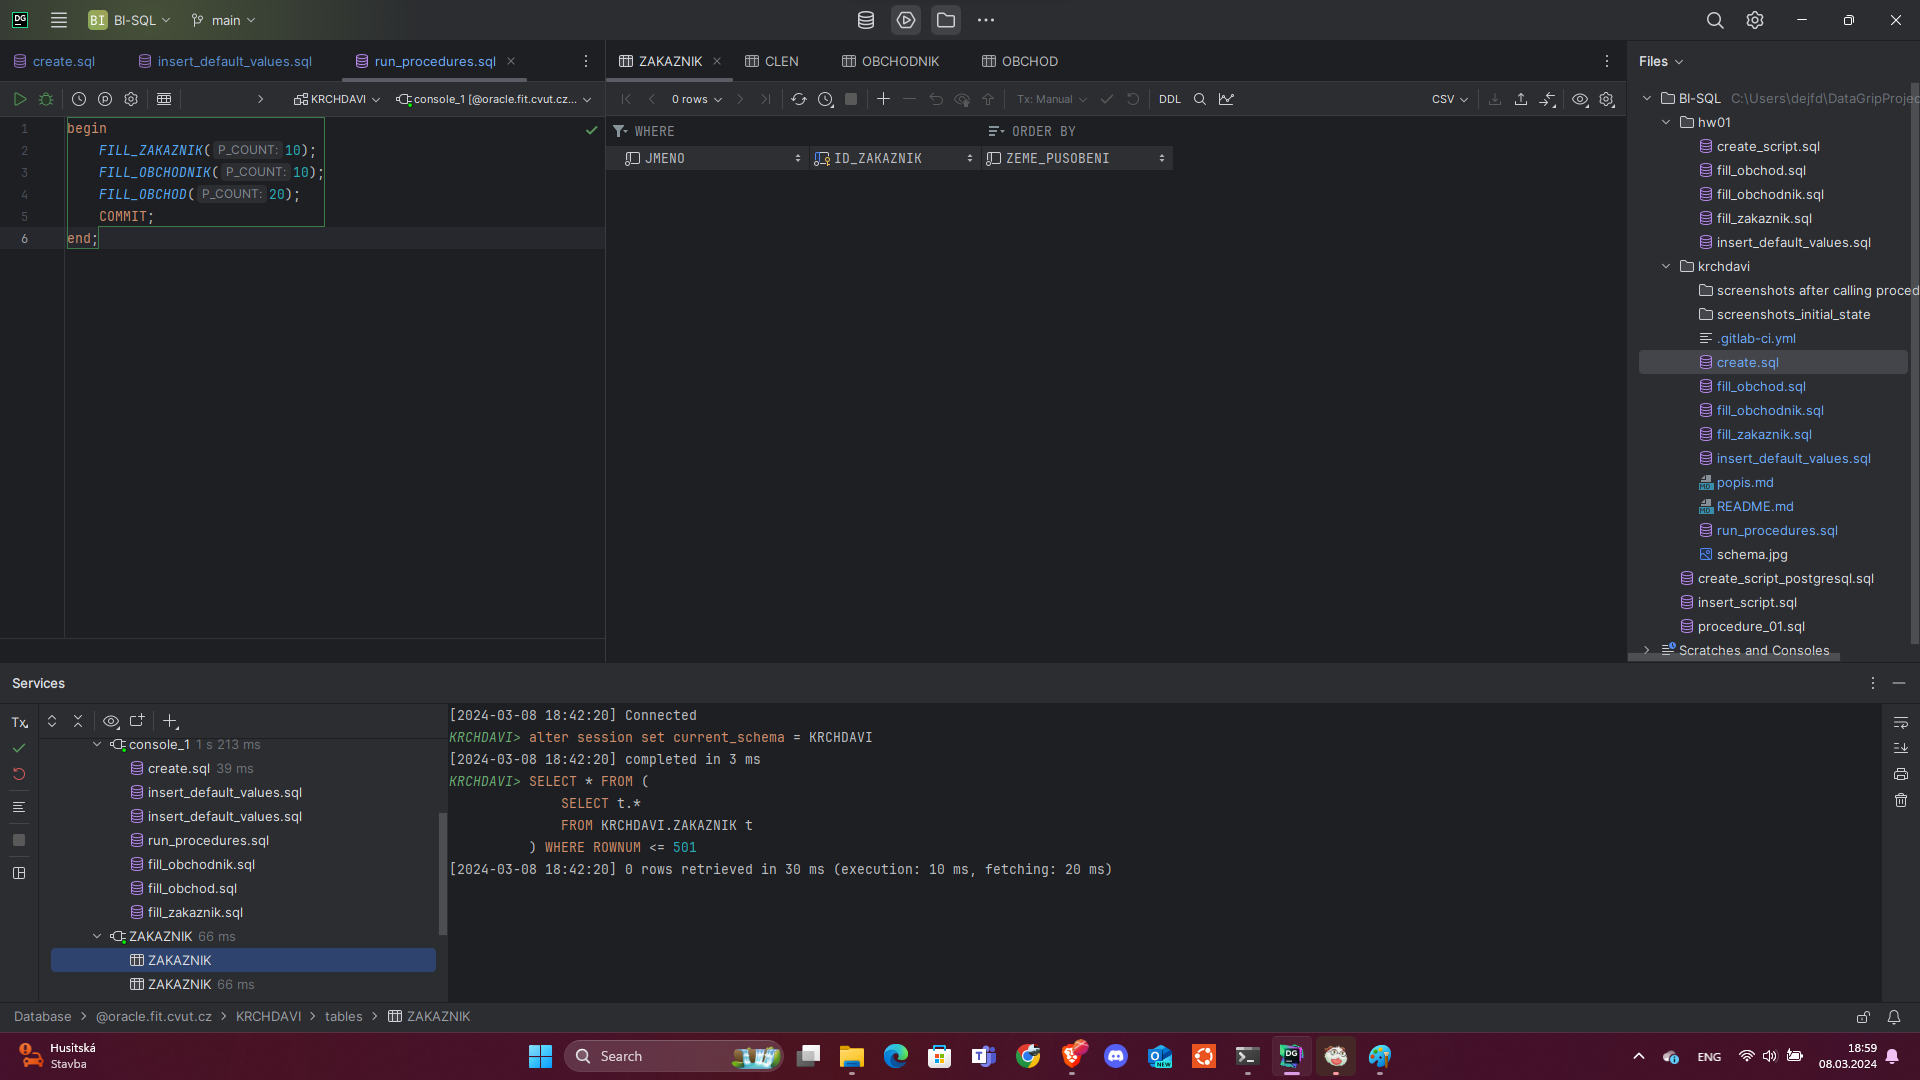 DG
BI BI-SQL
main
create.sql
insert_default_values.sql
run_procedures.sql
KRCHDAVI
console_1 [@oracle.fit.cvut.cz...
1 begin
2 FILL_ZAKAZNIK( P_COUNT: 10);
3 FILL_OBCHODNIK( P_COUNT: 10);
4 FILL_OBCHOD( P_COUNT: 20);
5 COMMIT;
6 end;
ZAKAZNIK
CLEN
OBCHODNIK
OBCHOD
0 rows
Tx: Manual
DDL
CSV
WHERE
ORDER BY
JMENO
ID_ZAKAZNIK
ZEME_PUSOBENI
Files
BI-SQL C:\Users\dejfd\DataGripProjec
hw01
create_script.sql
fill_obchod.sql
fill_obchodnik.sql
fill_zakaznik.sql
insert_default_values.sql
krchdavi
screenshots after calling proced
screenshots_initial_state
.gitlab-ci.yml
create.sql
fill_obchod.sql
fill_obchodnik.sql
fill_zakaznik.sql
insert_default_values.sql
popis.md
README.md
run_procedures.sql
schema.jpg
create_script_postgresql.sql
insert_script.sql
procedure_01.sql
Scratches and Consoles
Services
Tx
console_1 1 s 213 ms
create.sql 39 ms
insert_default_values.sql
insert_default_values.sql
run_procedures.sql
fill_obchodnik.sql
fill_obchod.sql
fill_zakaznik.sql
ZAKAZNIK 66 ms
ZAKAZNIK
ZAKAZNIK 66 ms
[2024-03-08 18:42:20] Connected
KRCHDAVI> alter session set current_schema = KRCHDAVI
[2024-03-08 18:42:20] completed in 3 ms
KRCHDAVI> SELECT * FROM (
SELECT t.*
FROM KRCHDAVI.ZAKAZNIK t
) WHERE ROWNUM <= 501
[2024-03-08 18:42:20] 0 rows retrieved in 30 ms (execution: 10 ms, fetching: 20 ms)
Database > @oracle.fit.cvut.cz > KRCHDAVI > tables > ZAKAZNIK
Husitská
Stavba
Search
ENG
18:59
08.03.2024